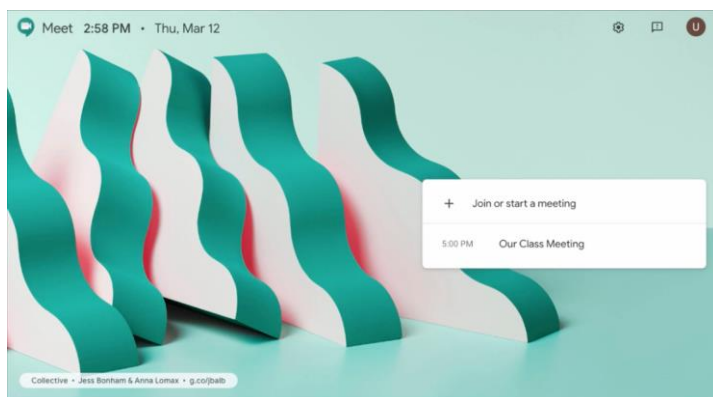 Meet 2:58 PM • Thu, Mar 12
U
+ Join or start a meeting
5:00 PM Our Class Meeting
Collective • Jess Bonham & Anna Lomax • g.co/jbalb